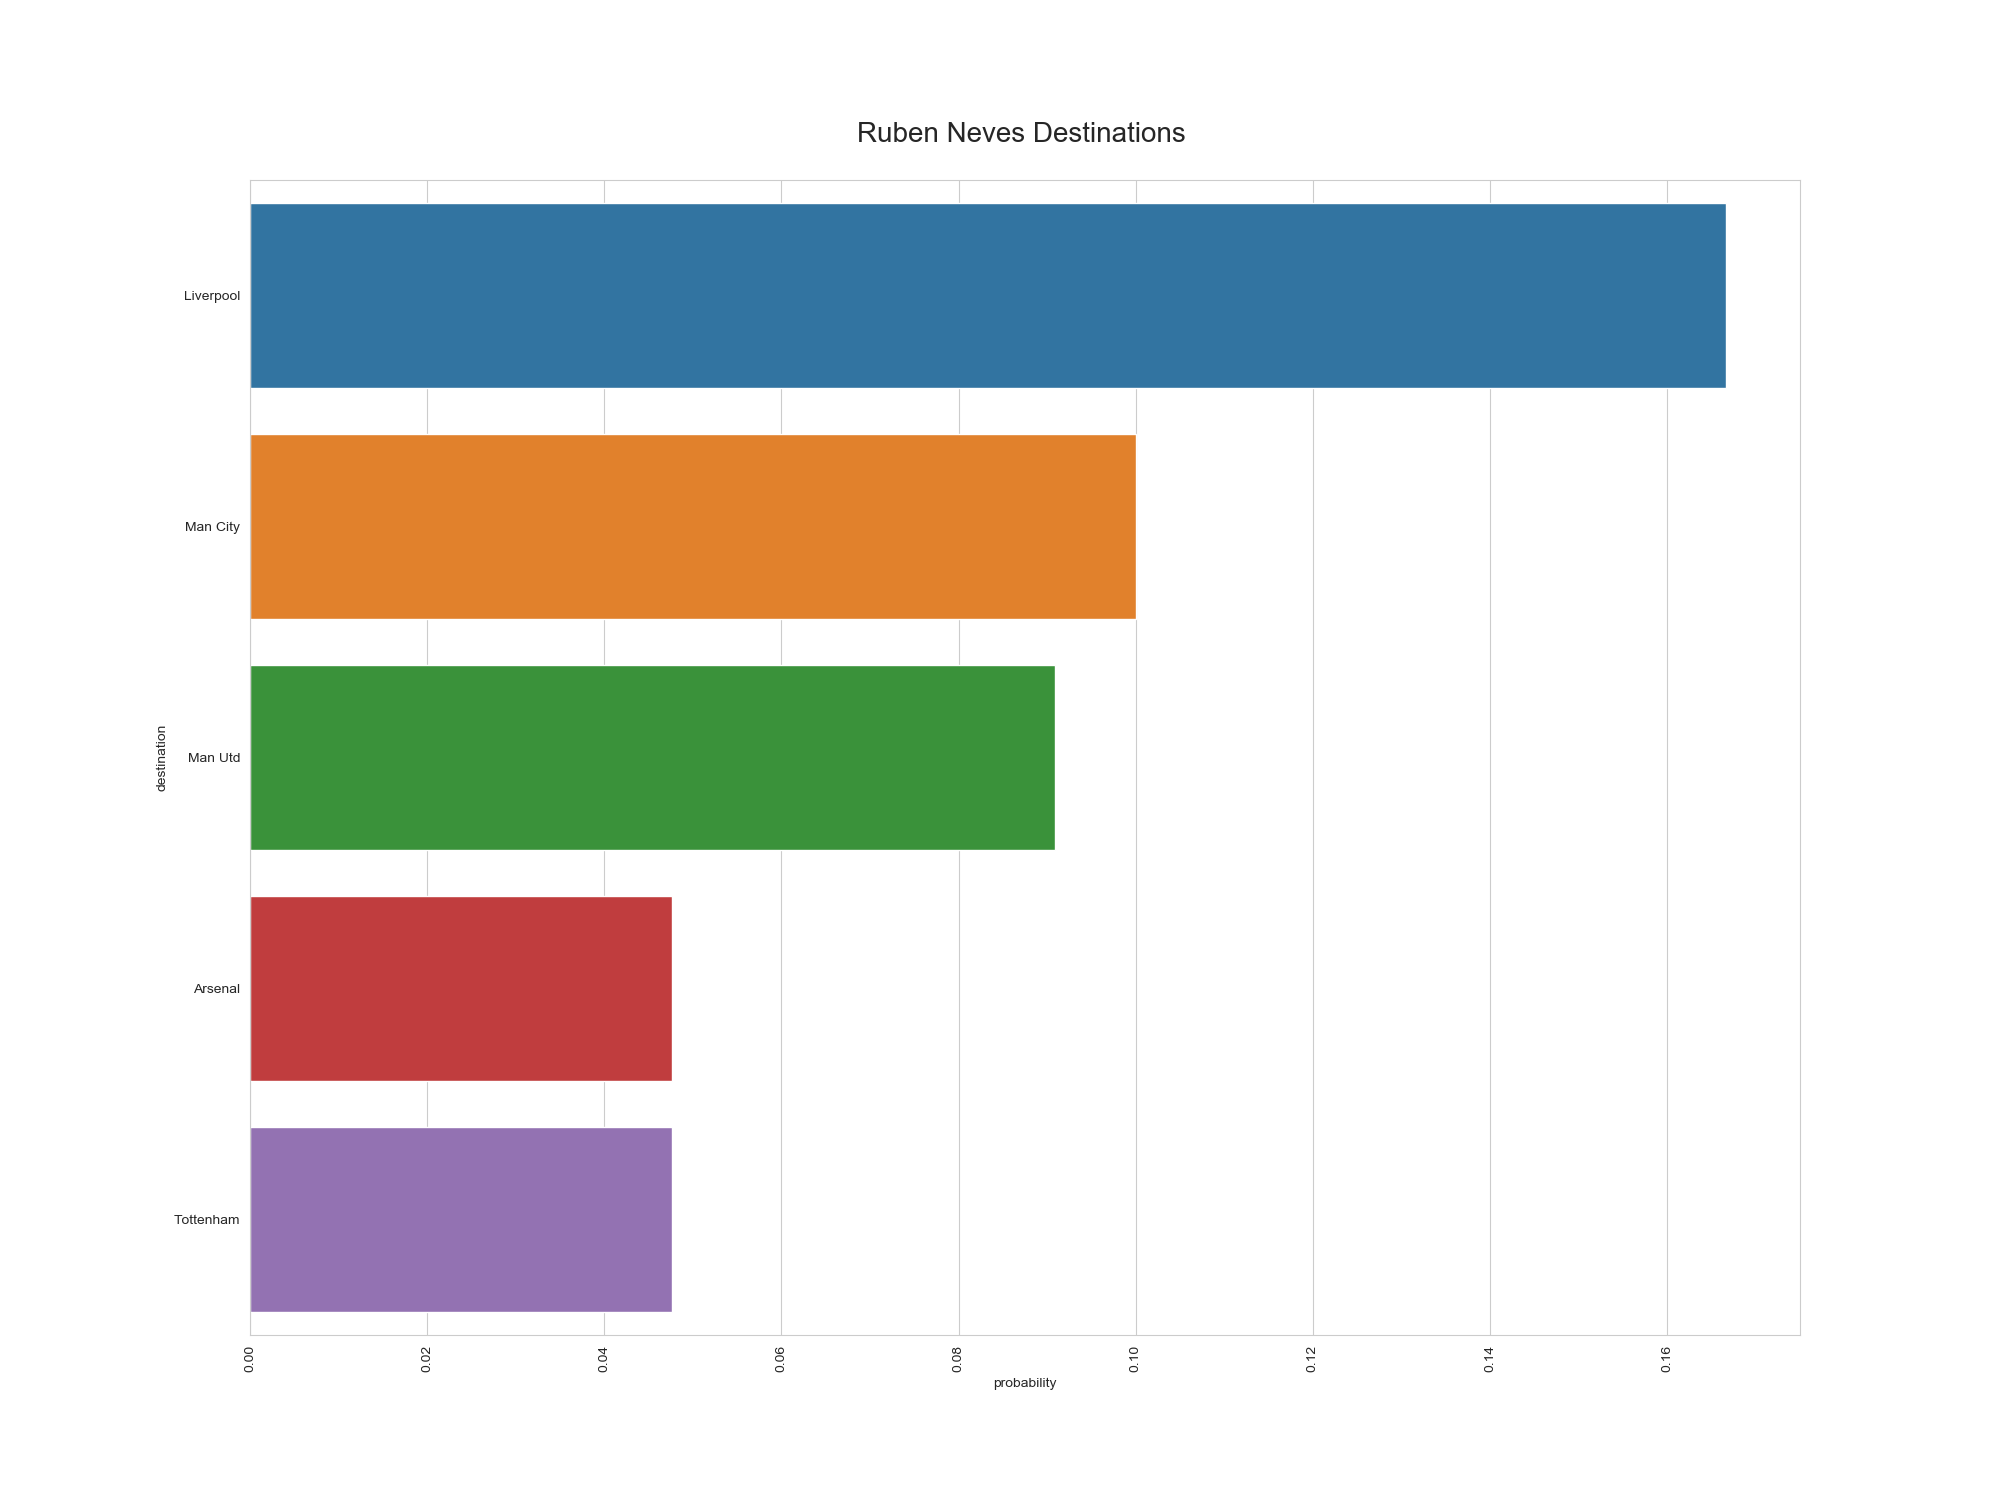 Ruben Neves Destinations
Liverpool
Man City
Man Utd
Arsenal
Tottenham
destination
0.00
0.02
0.04
0.06
0.08
0.10
0.12
0.14
0.16
probability